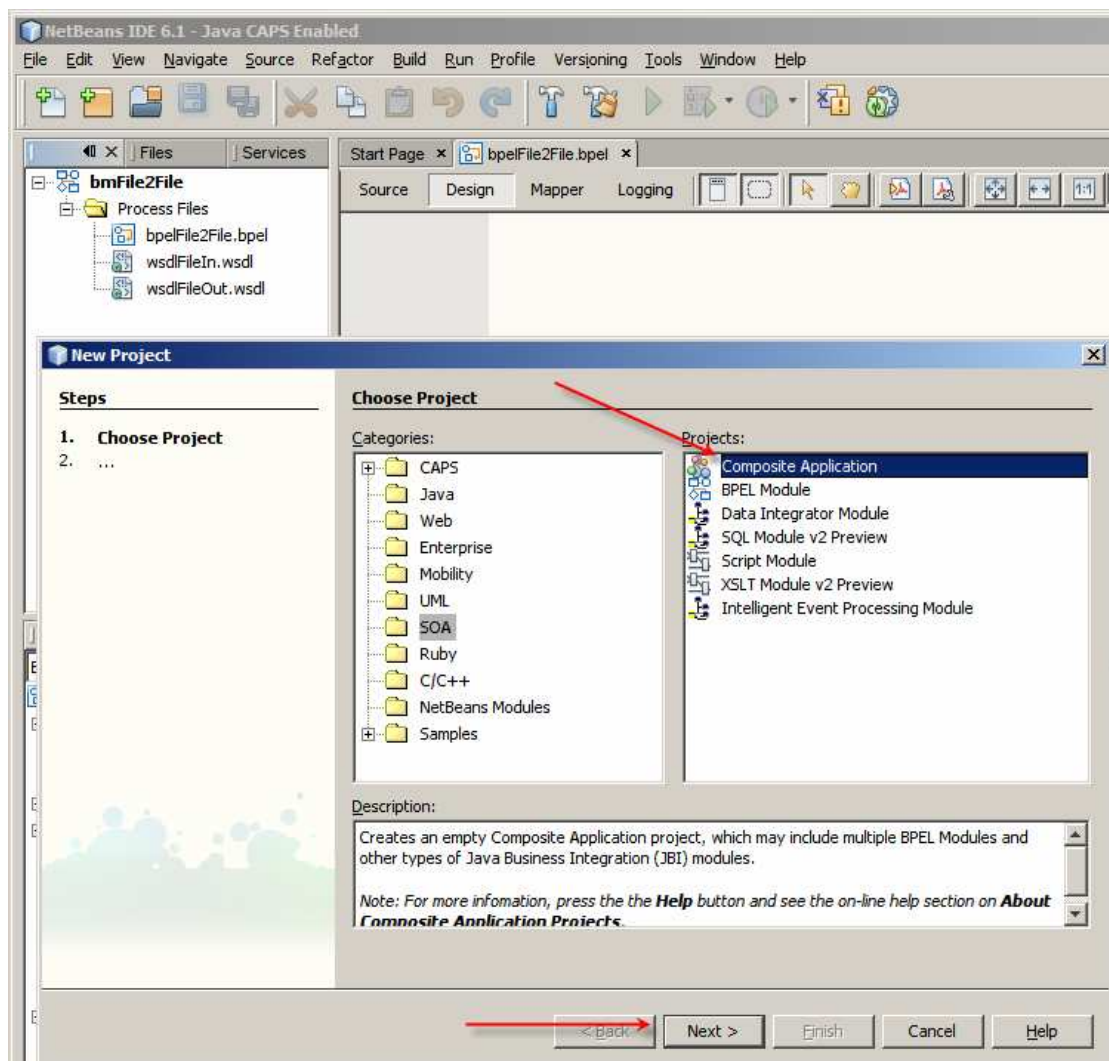 NetBeans IDE 6.1 - Java CAPS Enabled
File Edit View Navigate Source Refactor Build Run Profile Versioning Tools Window Help
Files Services Start Page bpelFile2File.bpel
bmFile2File
Source Design Mapper Logging 1:1
Process Files
bpelFile2File.bpel
wsdlFileIn.wsdl
wsdlFileOut.wsdl
New Project
Steps Choose Project
1. Choose Project Categories: Projects:
2. ...
CAPS
Java
Web
Enterprise
Mobility
UML
SOA
Ruby
C/C++
NetBeans Modules
Samples
Composite Application
BPEL Module
Data Integrator Module
SQL Module v2 Preview
Script Module
XSLT Module v2 Preview
Intelligent Event Processing Module
Description:
Creates an empty Composite Application project, which may include multiple BPEL Modules and
other types of Java Business Integration (JBI) modules.
Note: For more infomation, press the the Help button and see the on-line help section on About
Composite Application Projects.
< Back Next > Finish Cancel Help